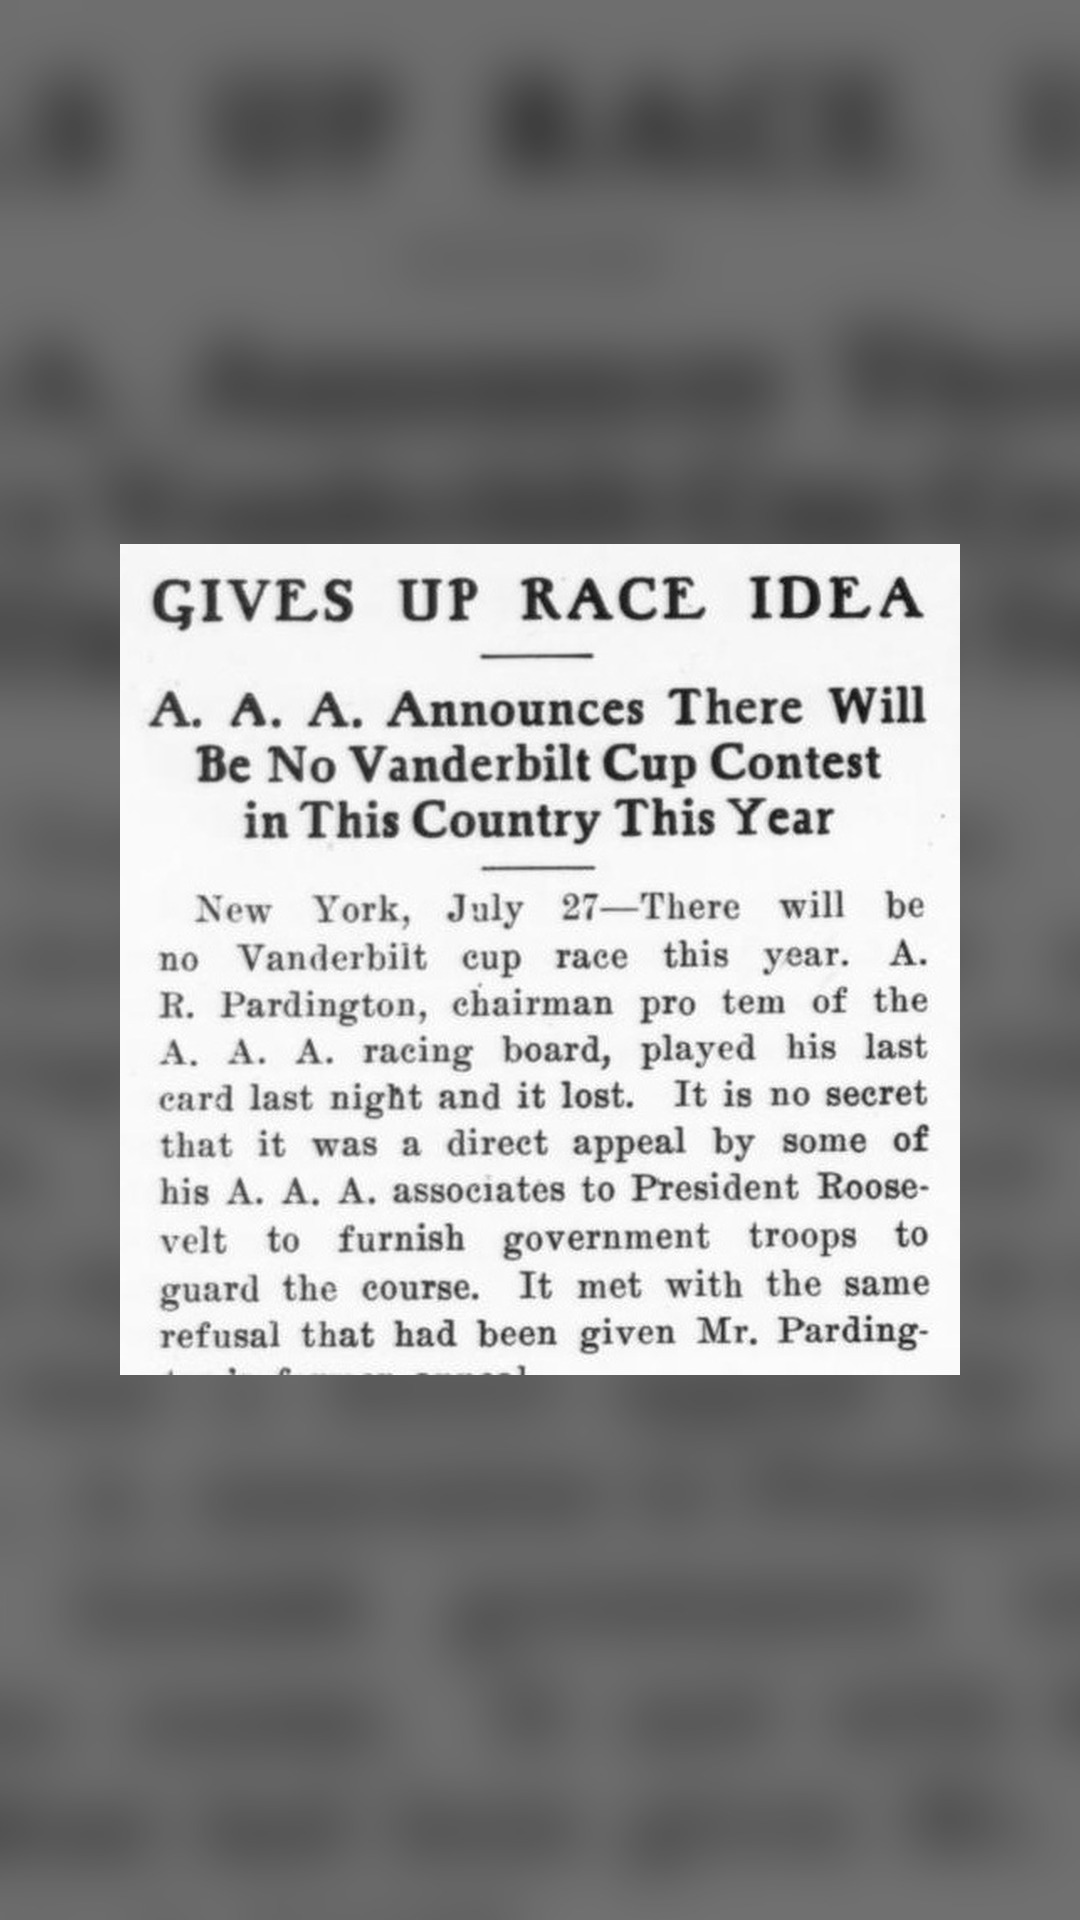 GIVES UP RACE IDEA
A. A. A. Announces There Will
Be No Vanderbilt Cup Contest
in This Country This Year
New York, July 27—There will be
no Vanderbilt cup race this year. A.
R. Pardington, chairman pro tem of the
A. A. A. racing board, played his last
card last night and it lost. It is no secret
that it was a direct appeal by some of
his A. A. A. associates to President Roose-
velt to furnish government troops to
guard the course. It met with the same
refusal that had been given Mr. Parding-